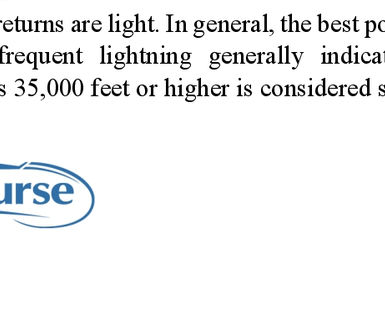 returns are light. In general, the best po
frequent lightning generally indicat
s 35,000 feet or higher is considered s
urse